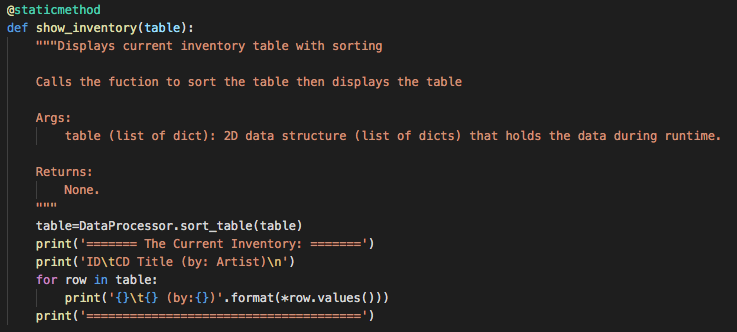 @staticmethod
def show_inventory(table):
    """Displays current inventory table with sorting

    Calls the fuction to sort the table then displays the table

    Args:
        table (list of dict): 2D data structure (list of dicts) that holds the data during runtime.

    Returns:
        None.
    """
    table=DataProcessor.sort_table(table)
    print('======= The Current Inventory: =======')
    print('ID\tCD Title (by: Artist)\n')
    for row in table:
        print('{}\t{} (by:{})'.format(*row.values()))
    print('======================================')